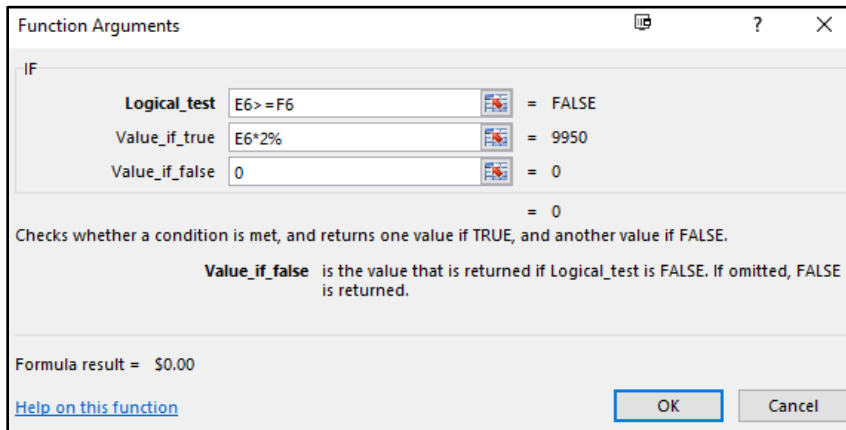 Function Arguments ? ×
IF
Logical_test E6>=F6 = FALSE
Value_if_true E6*2% = 9950
Value_if_false 0 = 0
= 0
Checks whether a condition is met, and returns one value if TRUE, and another value if FALSE.
Value_if_false is the value that is returned if Logical_test is FALSE. If omitted, FALSE
is returned.
Formula result = $0.00
Help on this function OK Cancel